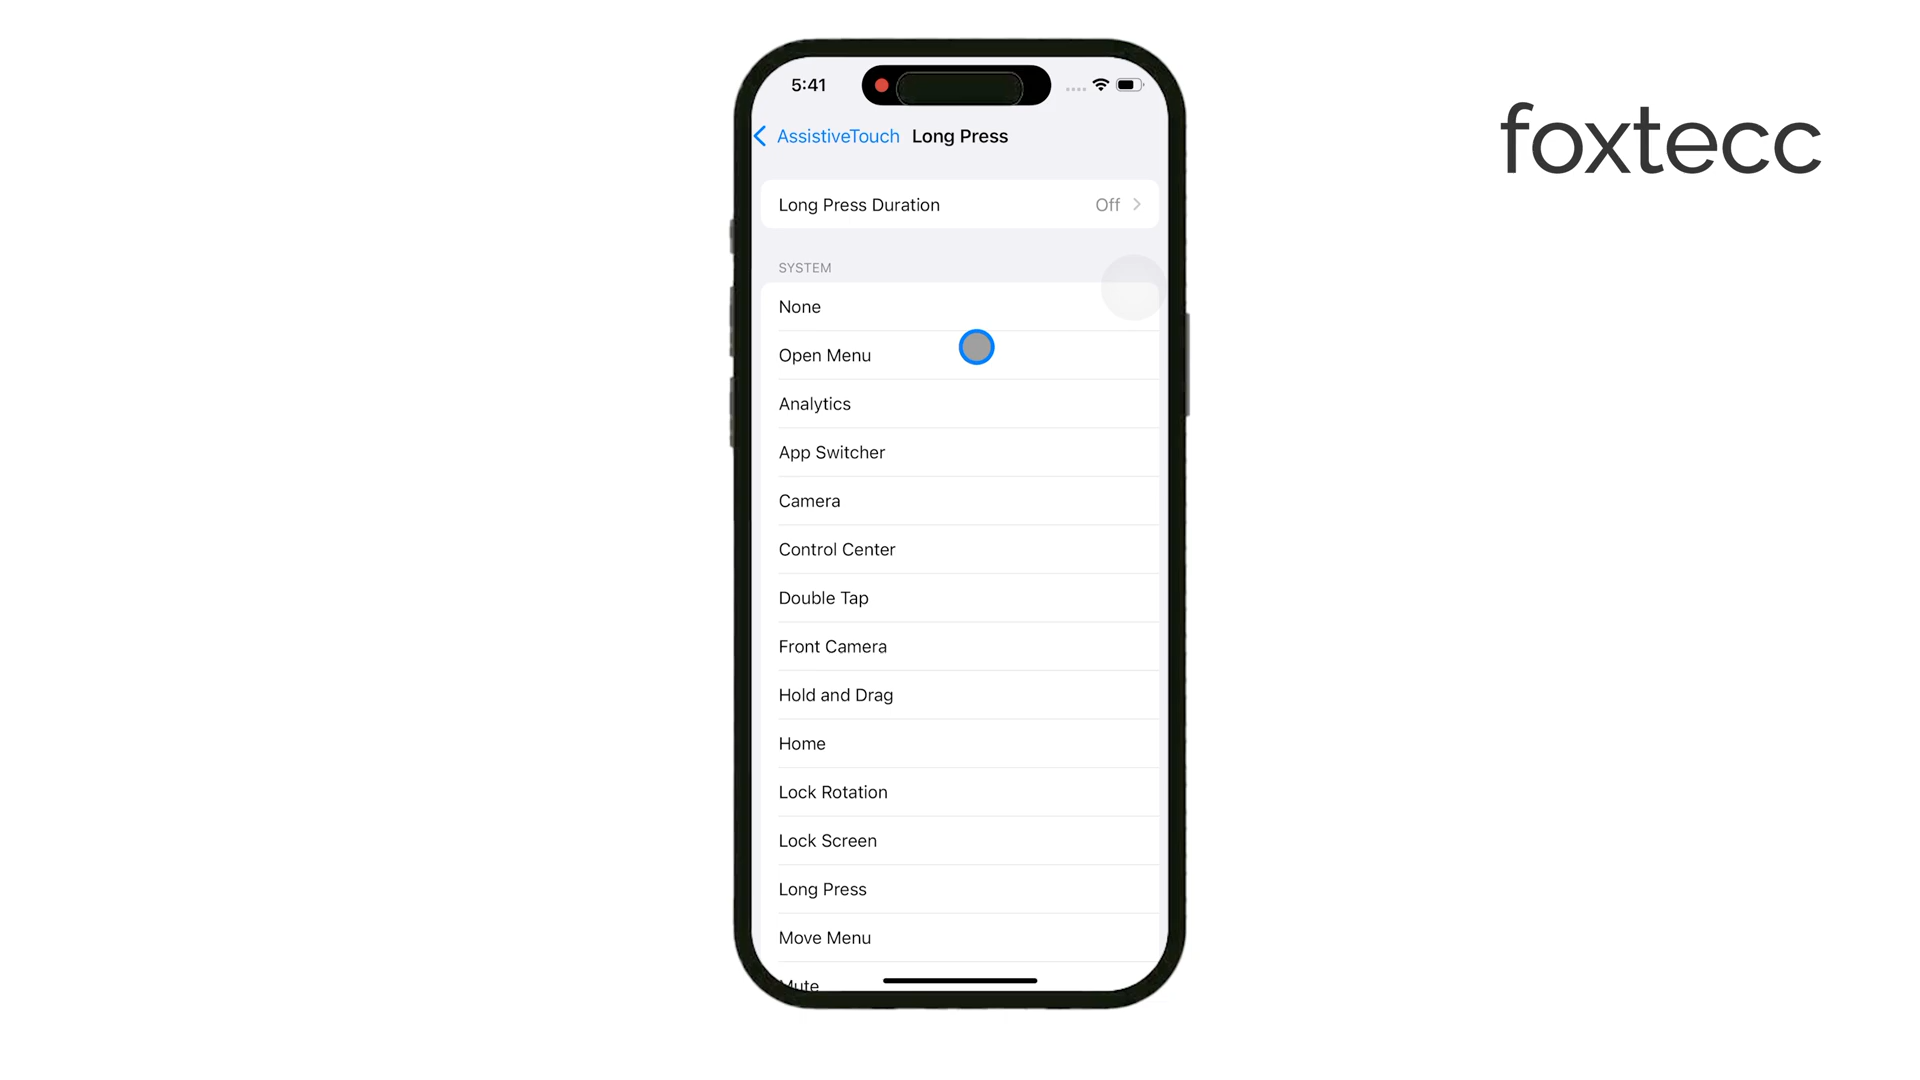 5:41
foxtecc
AssistiveTouch Long Press
Long Press Duration Off
SYSTEM
None
Open Menu
Analytics
App Switcher
Camera
Control Center
Double Tap
Front Camera
Hold and Drag
Home
Lock Rotation
Lock Screen
Long Press
Move Menu
Mute